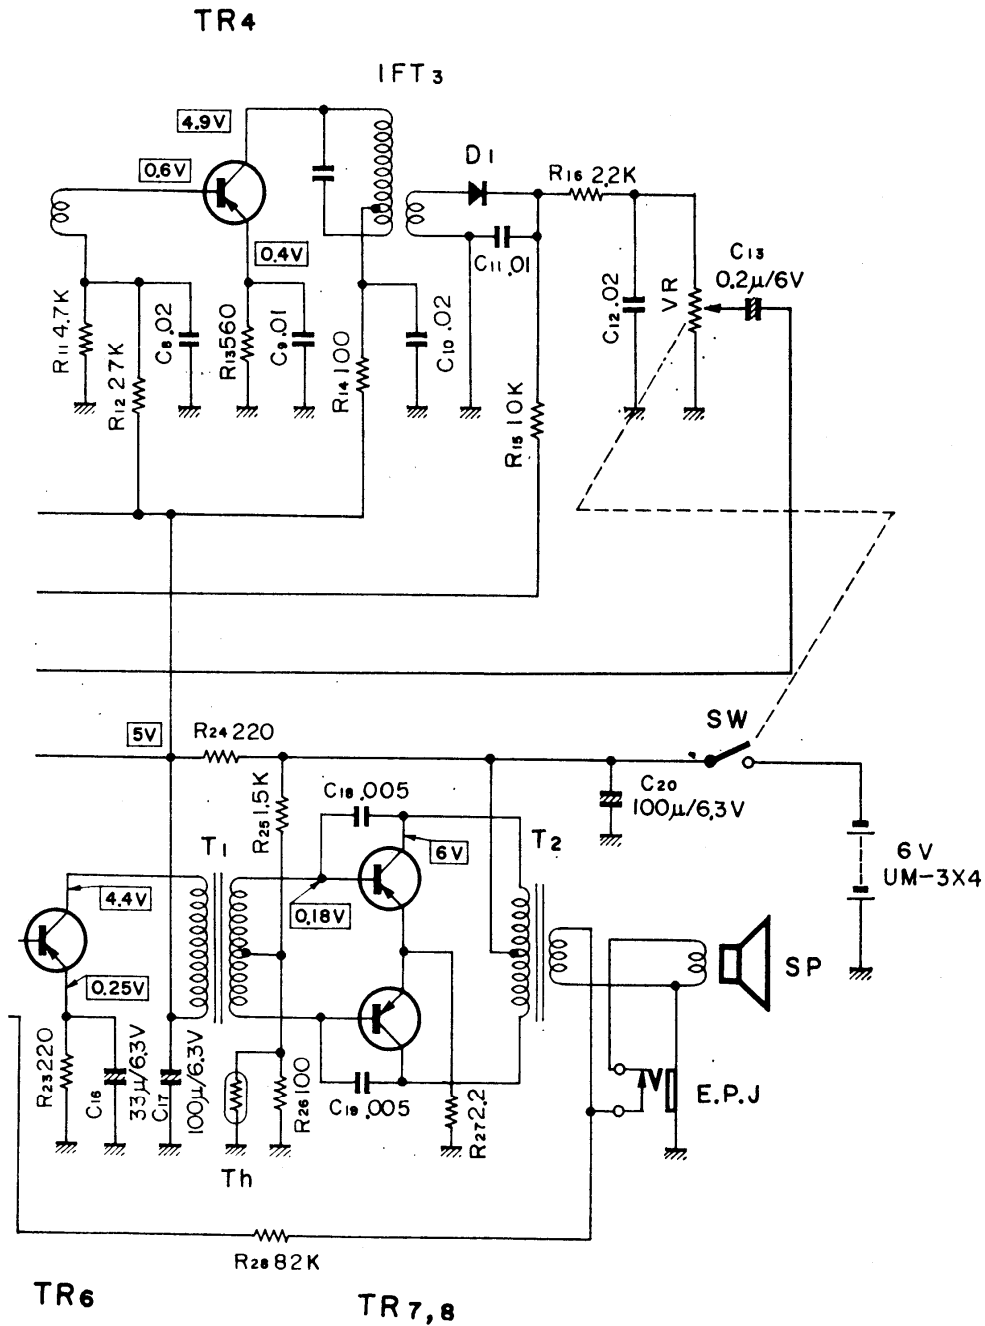 TR4
IFT3
4.9V
D1
0.6V
R16 2.2K
0.4V
C11 .01
C13
0.2μ/6V
VR
R11 4.7K
R12 27K
C8 .02
R13 560
C9 .01
R14 100
C10 .02
R15 10K
C12 .02
SW
5V
R24 220
C20
100μ/6.3V
R25 1.5K
C18 .005
T1
6V
T2
6V
UM-3X4
4.4V
0.18V
SP
0.25V
R23 220
C16
33μ/6.3V
C17
100μ/6.3V
R26 100
C19 .005
R27 2.2
E.P.J
Th
R28 82K
TR6
TR7,8